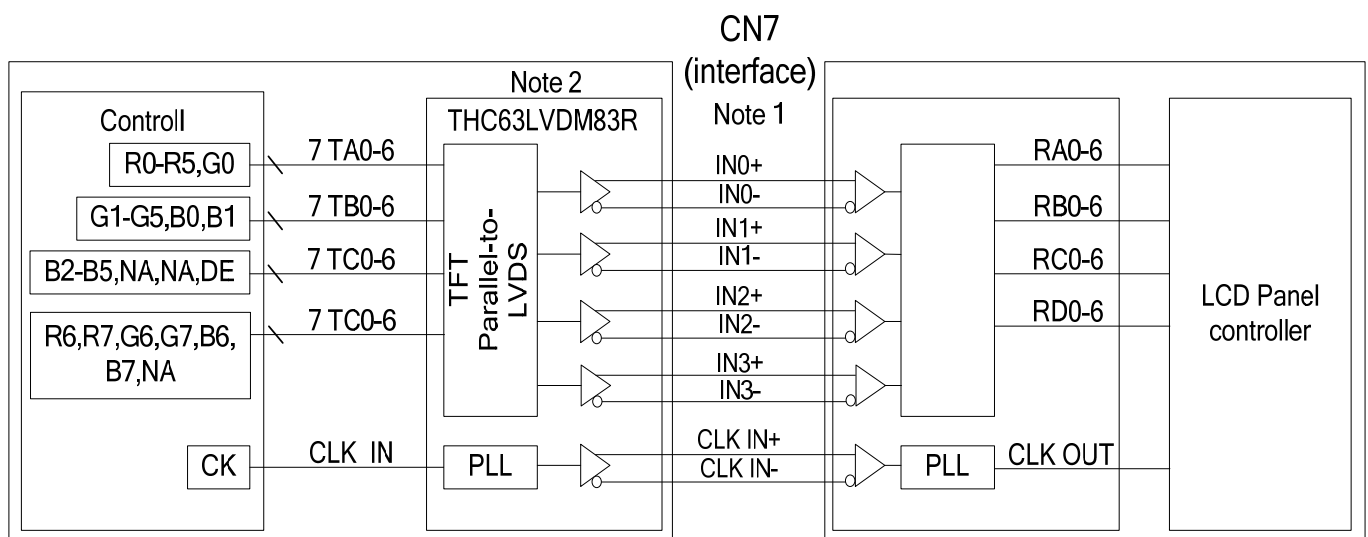 CN7
(interface)
Note 1
Note 2
THC63LVDM83R
Controll
R0-R5,G0
7 TA0-6
G1-G5,B0,B1
7 TB0-6
B2-B5,NA,NA,DE
7 TC0-6
R6,R7,G6,G7,B6,
B7,NA
7 TC0-6
CK
CLK IN
TFT
Parallel-to-
LVDS
PLL
IN0+
IN0-
IN1+
IN1-
IN2+
IN2-
IN3+
IN3-
CLK IN+
CLK IN-
PLL
RA0-6
RB0-6
RC0-6
RD0-6
CLK OUT
LCD Panel
controller